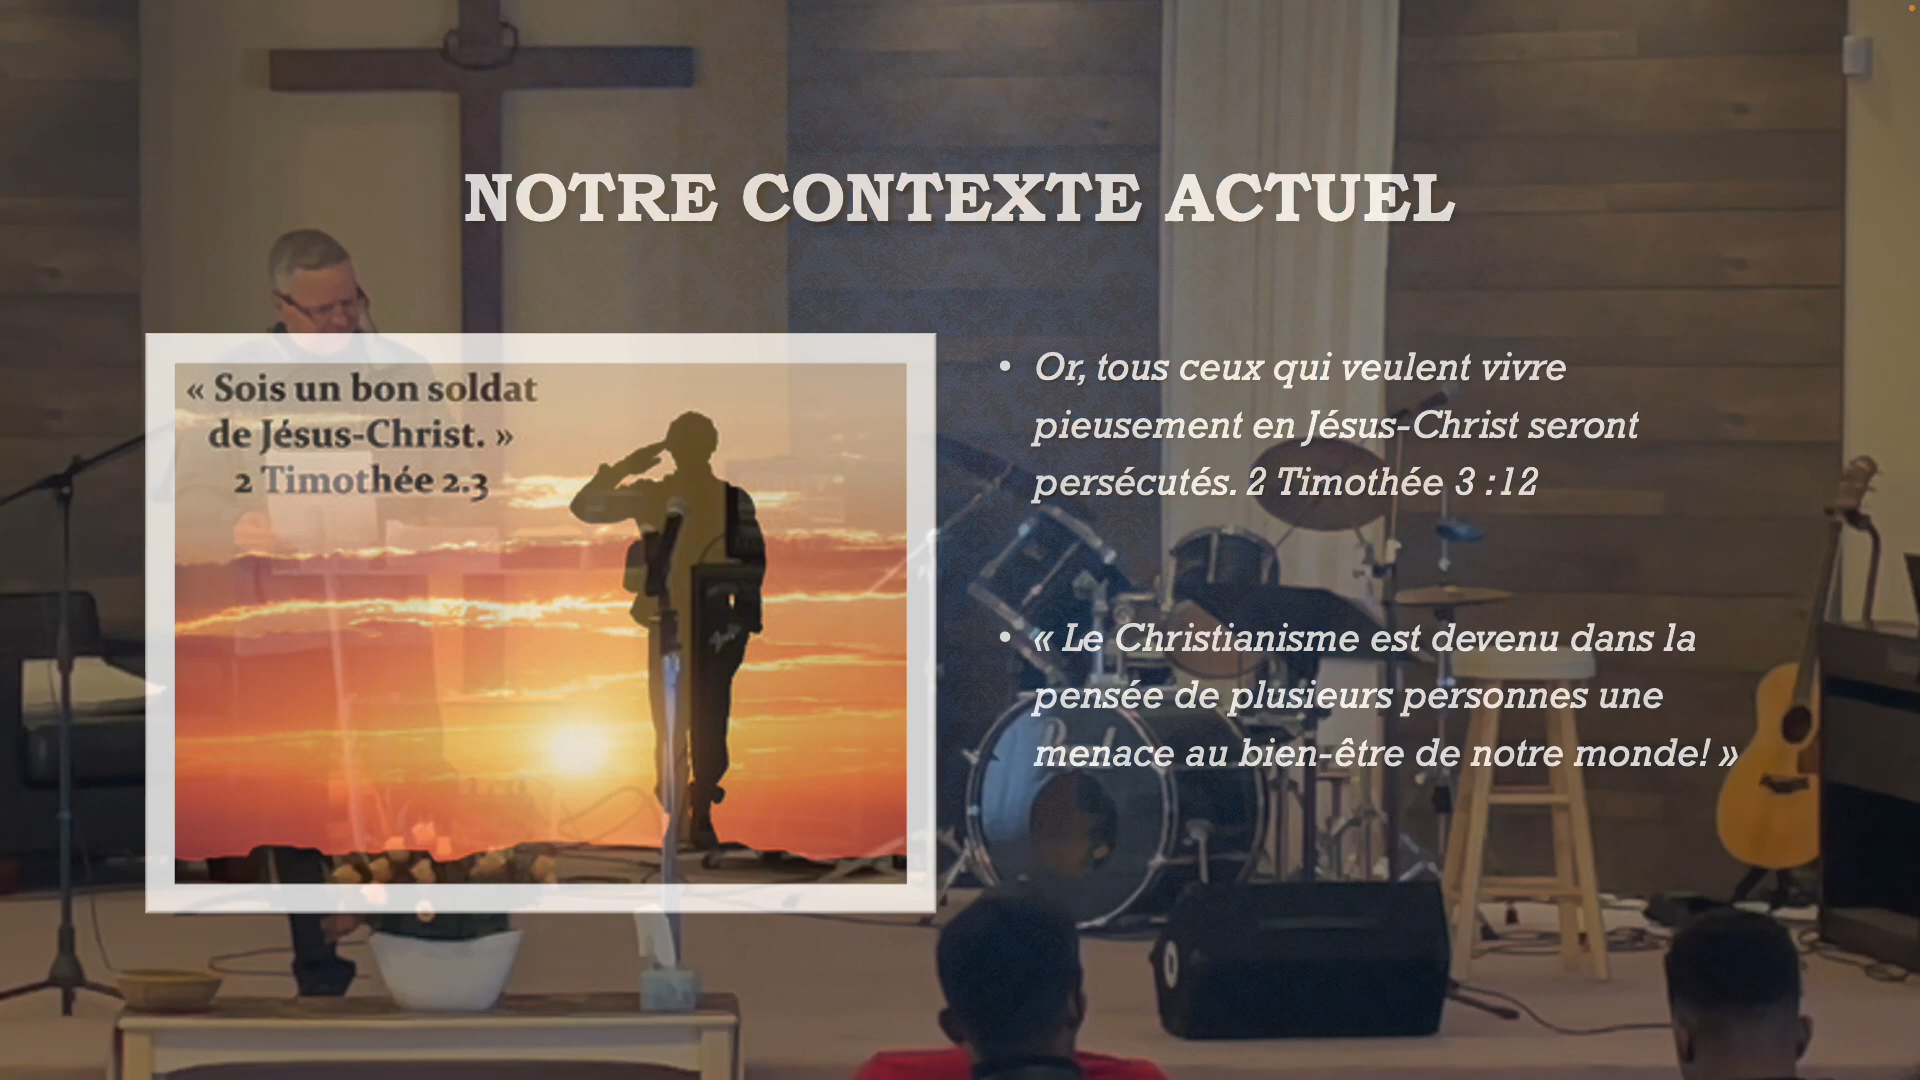 NOTRE CONTEXTE ACTUEL
« Sois un bon soldat
de Jésus-Christ. »
2 Timothée 2.3
• Or, tous ceux qui veulent vivre
pieusement en Jésus-Christ seront
persécutés. 2 Timothée 3 :12
• « Le Christianisme est devenu dans la
pensée de plusieurs personnes une
menace au bien-être de notre monde! »